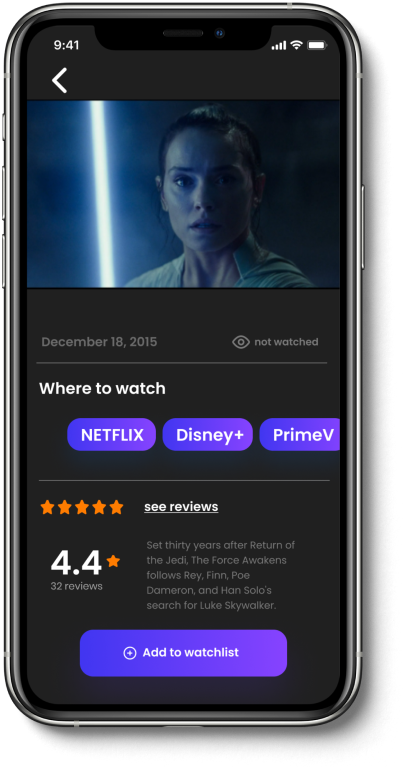 9:41
December 18, 2015
not watched
Where to watch
NETFLIX
Disney+
PrimeV
see reviews
4.4
32 reviews
Set thirty years after Return of
the Jedi, The Force Awakens
follows Rey, Finn, Poe
Dameron, and Han Solo's
search for Luke Skywalker.
Add to watchlist